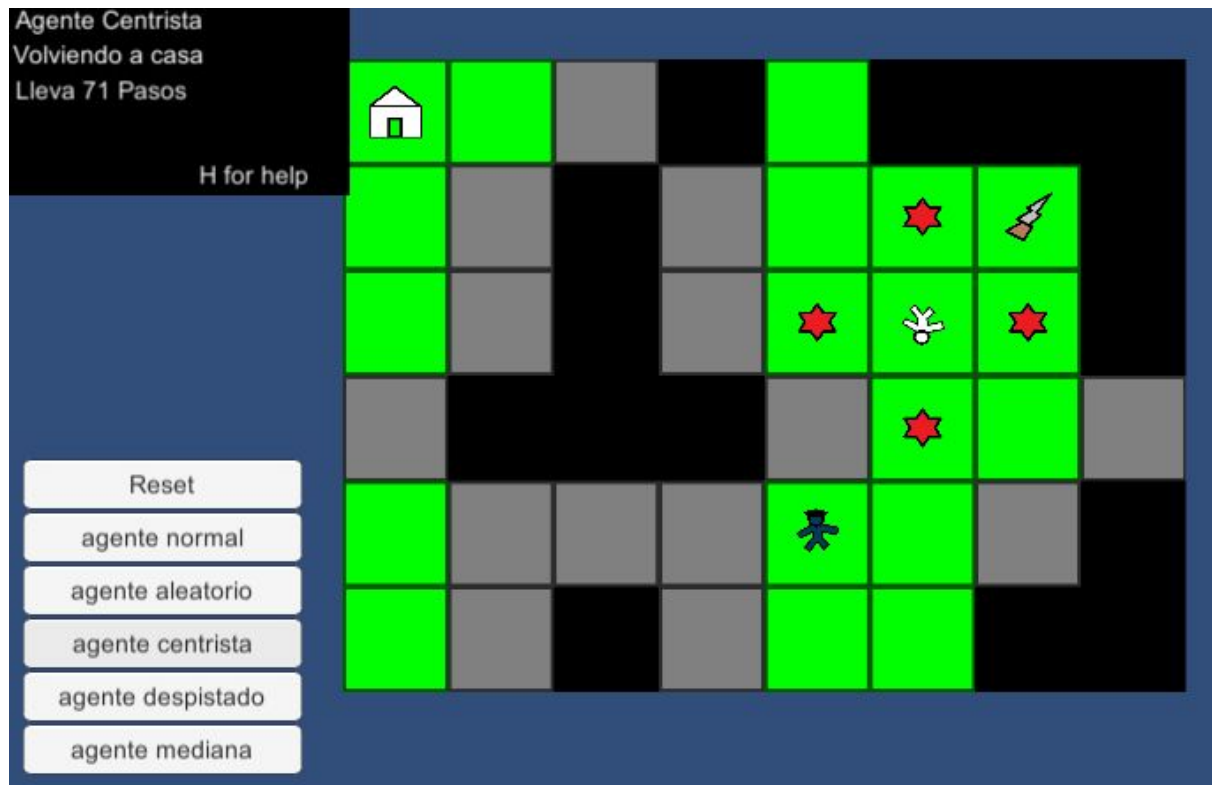 Agente Centrista
Volviendo a casa
Lleva 71 Pasos
H for help
Reset
agente normal
agente aleatorio
agente centrista
agente despistado
agente mediana